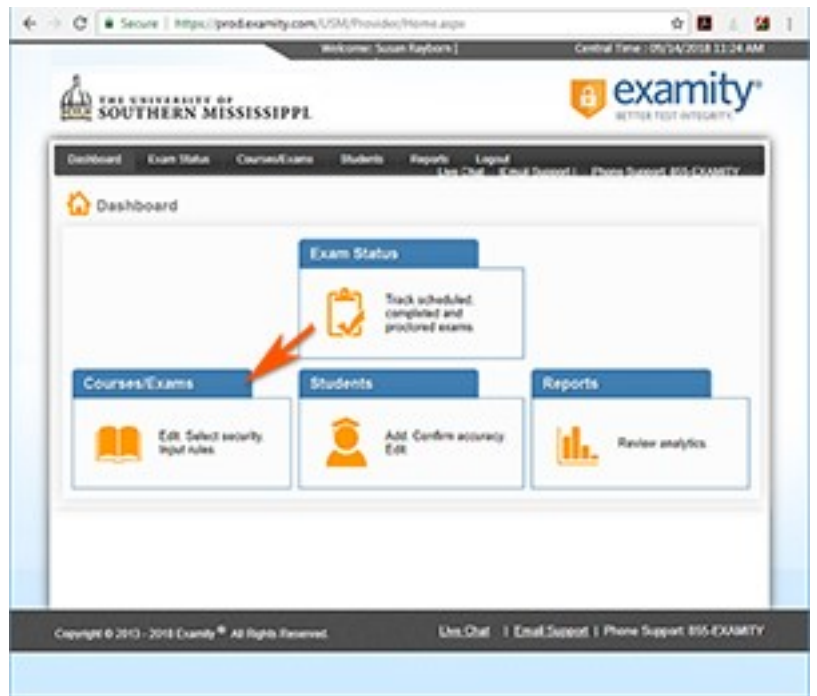 Secure | https://prod.examity.com/USM/Provider/Home.aspx
Welcome: Susan Rayborn | Central Time : 05/14/2018 11:24 AM
THE UNIVERSITY OF
SOUTHERN MISSISSIPPI
examity®
BETTER TEST INTEGRITY
Dashboard Exam Status Courses/Exams Students Reports Logout
Live Chat | Email Support | Phone Support 855-EXAMITY
Dashboard
Exam Status
Track scheduled,
completed and
proctored exams.
Courses/Exams
Edit. Select security.
Input rules.
Students
Add. Confirm accuracy.
Edit
Reports
Review analytics.
Copyright © 2013 - 2018 Examity® All Rights Reserved.
Live Chat | Email Support | Phone Support 855-EXAMITY